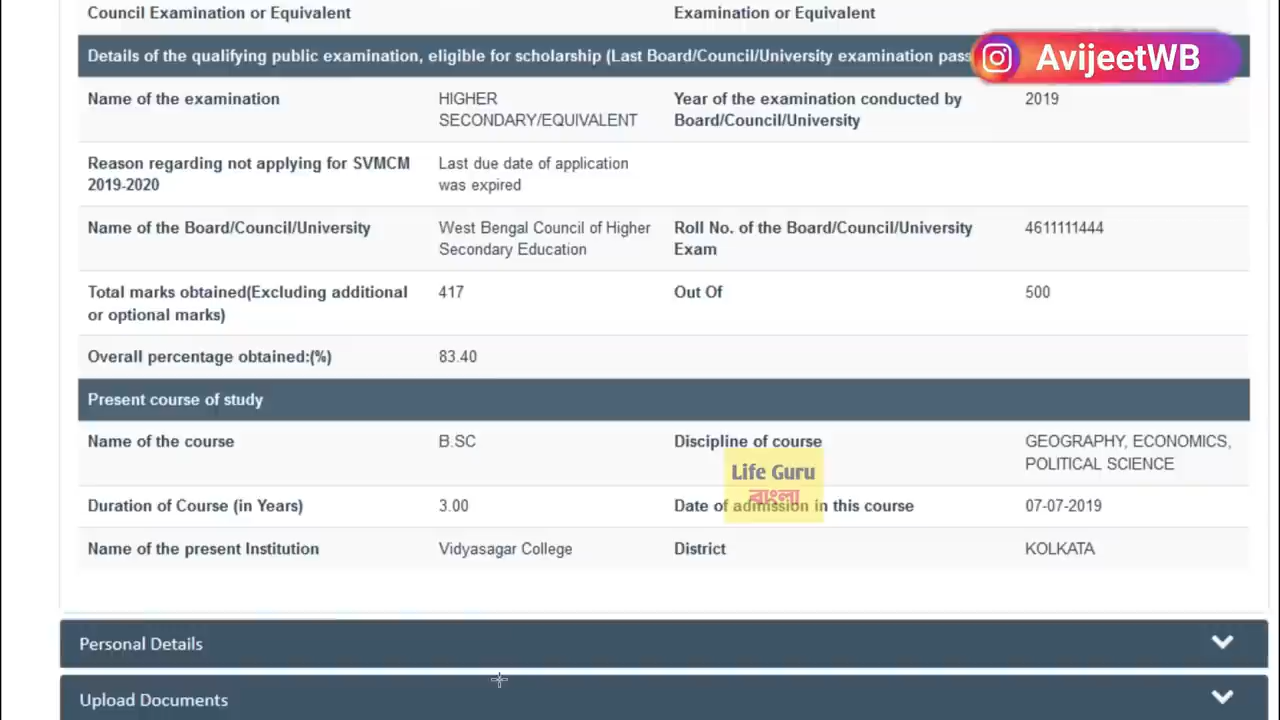 Council Examination or Equivalent
Examination or Equivalent
Details of the qualifying public examination, eligible for scholarship (Last Board/Council/University examination pass
AvijeetWB
Name of the examination
HIGHER
SECONDARY/EQUIVALENT
Year of the examination conducted by
Board/Council/University
2019
Reason regarding not applying for SVMCM
2019-2020
Last due date of application
was expired
Name of the Board/Council/University
West Bengal Council of Higher
Secondary Education
Roll No. of the Board/Council/University
Exam
4611111444
Total marks obtained(Excluding additional
or optional marks)
417
Out Of
500
Overall percentage obtained:(%)
83.40
Present course of study
Name of the course
B.SC
Discipline of course
GEOGRAPHY, ECONOMICS,
POLITICAL SCIENCE
Life Guru
বাংলা
Duration of Course (in Years)
3.00
Date of admission in this course
07-07-2019
Name of the present Institution
Vidyasagar College
District
KOLKATA
Personal Details
Upload Documents